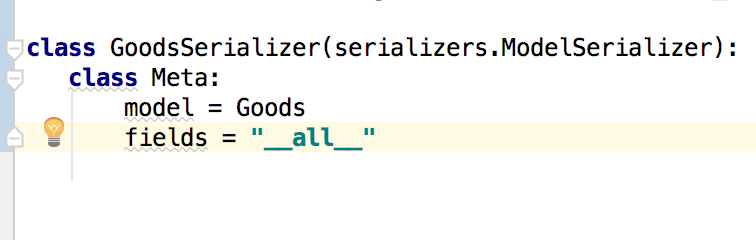 class GoodsSerializer(serializers.ModelSerializer):
class Meta:
model = Goods
fields = "__all__"